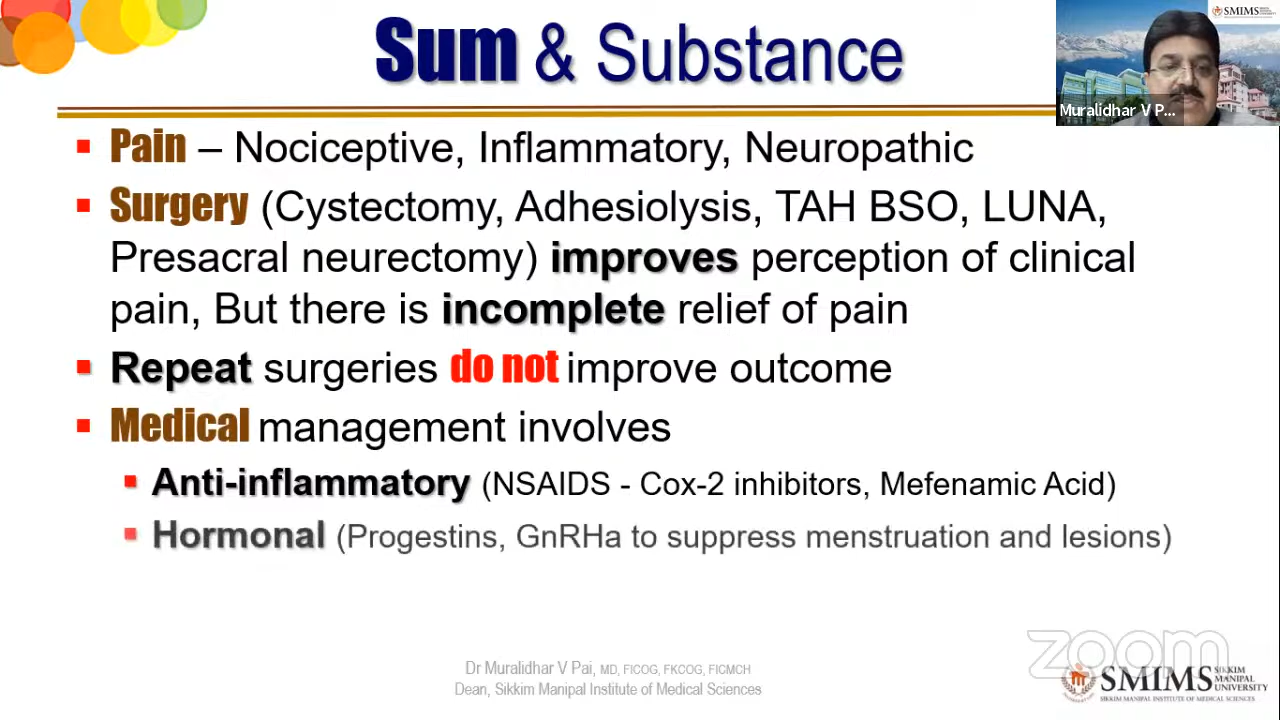 Sum & Substance
SMIMS
Muralidhar V P...
▪ Pain – Nociceptive, Inflammatory, Neuropathic
▪ Surgery (Cystectomy, Adhesiolysis, TAH BSO, LUNA,
Presacral neurectomy) improves perception of clinical
pain, But there is incomplete relief of pain
▪ Repeat surgeries do not improve outcome
▪ Medical management involves
▪ Anti-inflammatory (NSAIDS - Cox-2 inhibitors, Mefenamic Acid)
▪ Hormonal (Progestins, GnRHa to suppress menstruation and lesions)
Dr Muralidhar V Pai, MD, FICOG, FKCOG, FICMCH
Dean, Sikkim Manipal Institute of Medical Sciences
zoom
SMIMS SIKKIM
MANIPAL
UNIVERSITY
SIKKIM MANIPAL INSTITUTE OF MEDICAL SCIENCES